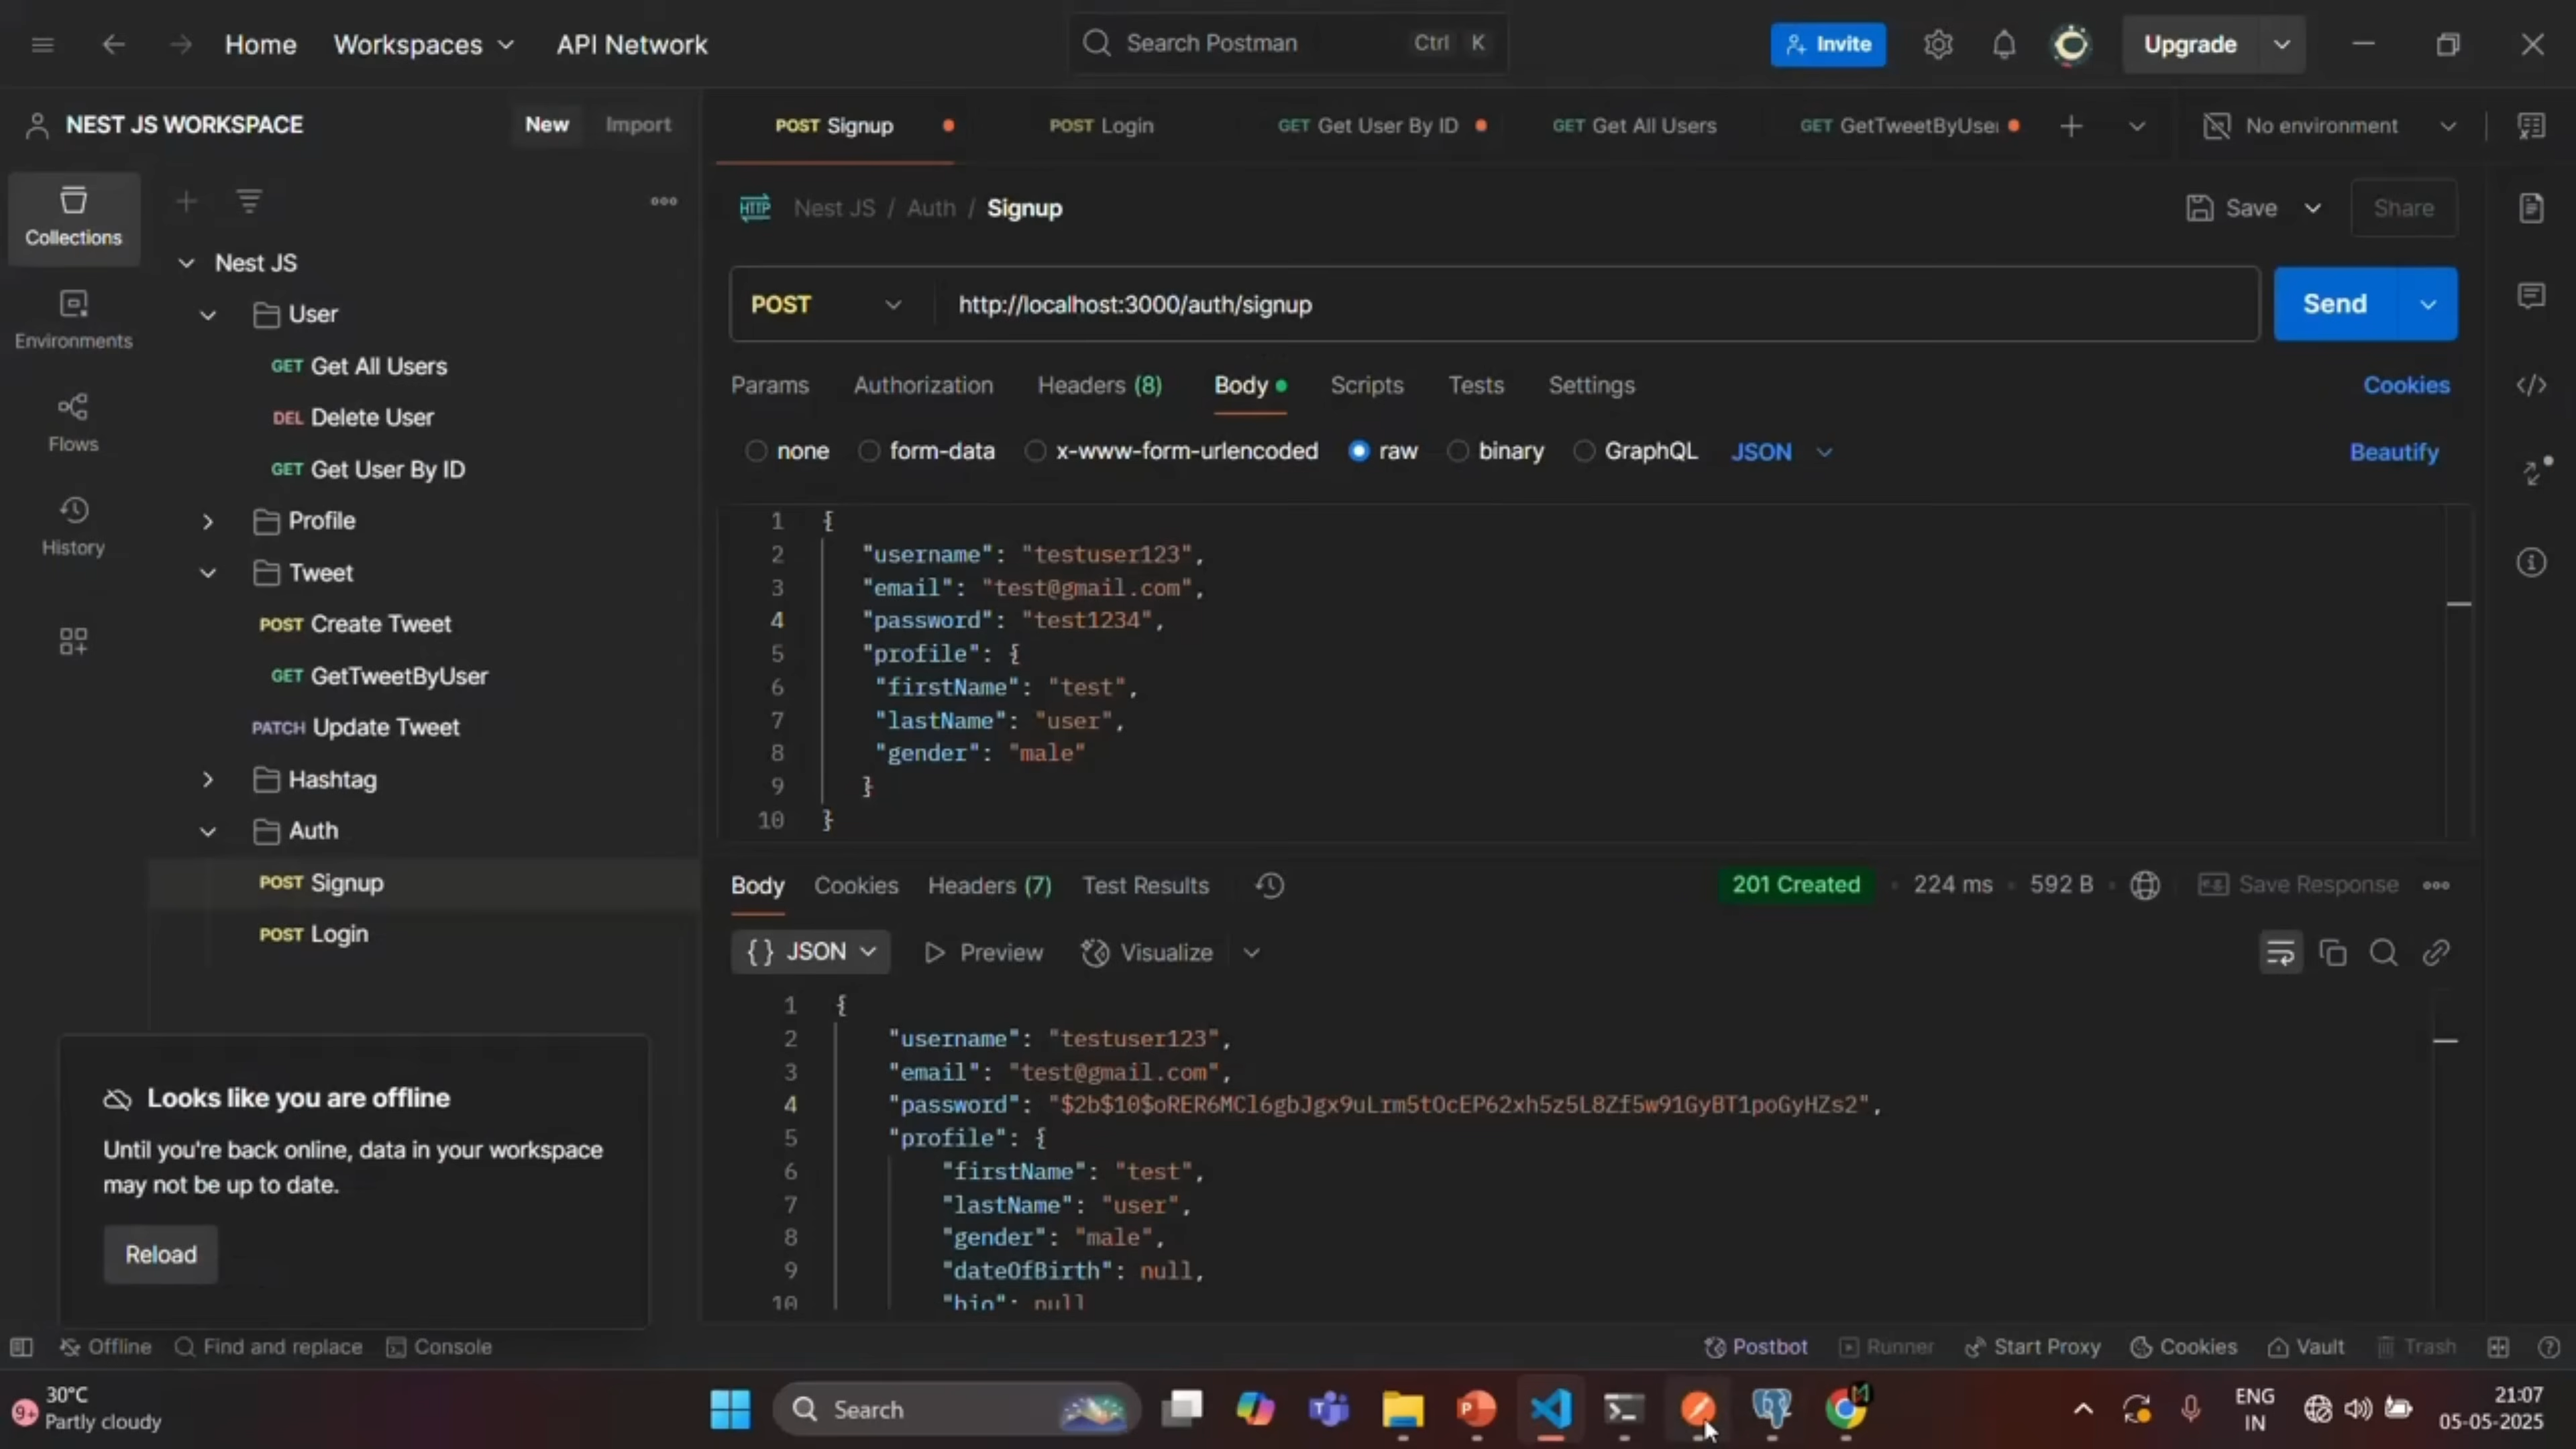 Home Workspaces API Network Search Postman Ctrl K Invite Upgrade
NEST JS WORKSPACE New Import
POST Signup POST Login GET Get User By ID GET Get All Users GET GetTweetByUse No environment
Collections
Environments
Flows
History
Nest JS
User
GET Get All Users
DEL Delete User
GET Get User By ID
Profile
Tweet
POST Create Tweet
GET GetTweetByUser
PATCH Update Tweet
Hashtag
Auth
POST Signup
POST Login
Looks like you are offline
Until you're back online, data in your workspace
may not be up to date.
Reload
HTTP Nest JS / Auth / Signup Save Share
POST http://localhost:3000/auth/signup Send
Params Authorization Headers (8) Body Scripts Tests Settings Cookies
none form-data x-www-form-urlencoded raw binary GraphQL JSON Beautify
1 {
2 "username": "testuser123",
3 "email": "test@gmail.com",
4 "password": "test1234",
5 "profile": {
6 "firstName": "test",
7 "lastName": "user",
8 "gender": "male"
9 }
10 }
Body Cookies Headers (7) Test Results 201 Created 224 ms 592 B Save Response
{} JSON Preview Visualize
1 {
2 "username": "testuser123",
3 "email": "test@gmail.com",
4 "password": "$2b$10$oRER6MCl6gbJgx9uLrm5tOcEP62xh5z5L8Zf5w91GyBT1poGyHZs2",
5 "profile": {
6 "firstName": "test",
7 "lastName": "user",
8 "gender": "male",
9 "dateOfBirth": null,
10 "bio": null
Offline Find and replace Console Postbot Runner Start Proxy Cookies Vault Trash
9+ 30°C
Partly cloudy
Search
ENG
IN
21:07
05-05-2025